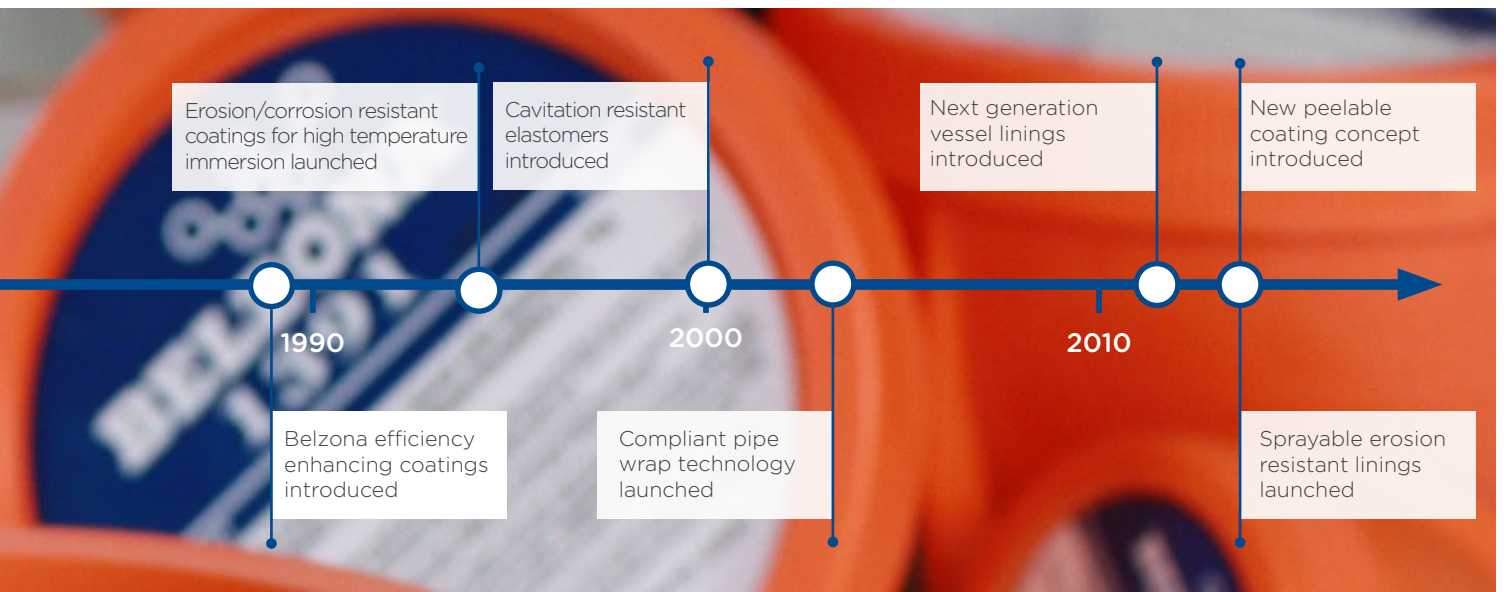 Erosion/corrosion resistant
coatings for high temperature
immersion launched
Cavitation resistant
elastomers
introduced
Next generation
vessel linings
introduced
New peelable
coating concept
introduced
BELZONA
1301
1990
2000
2010
Belzona efficiency
enhancing coatings
introduced
Compliant pipe
wrap technology
launched
Sprayable erosion
resistant linings
launched